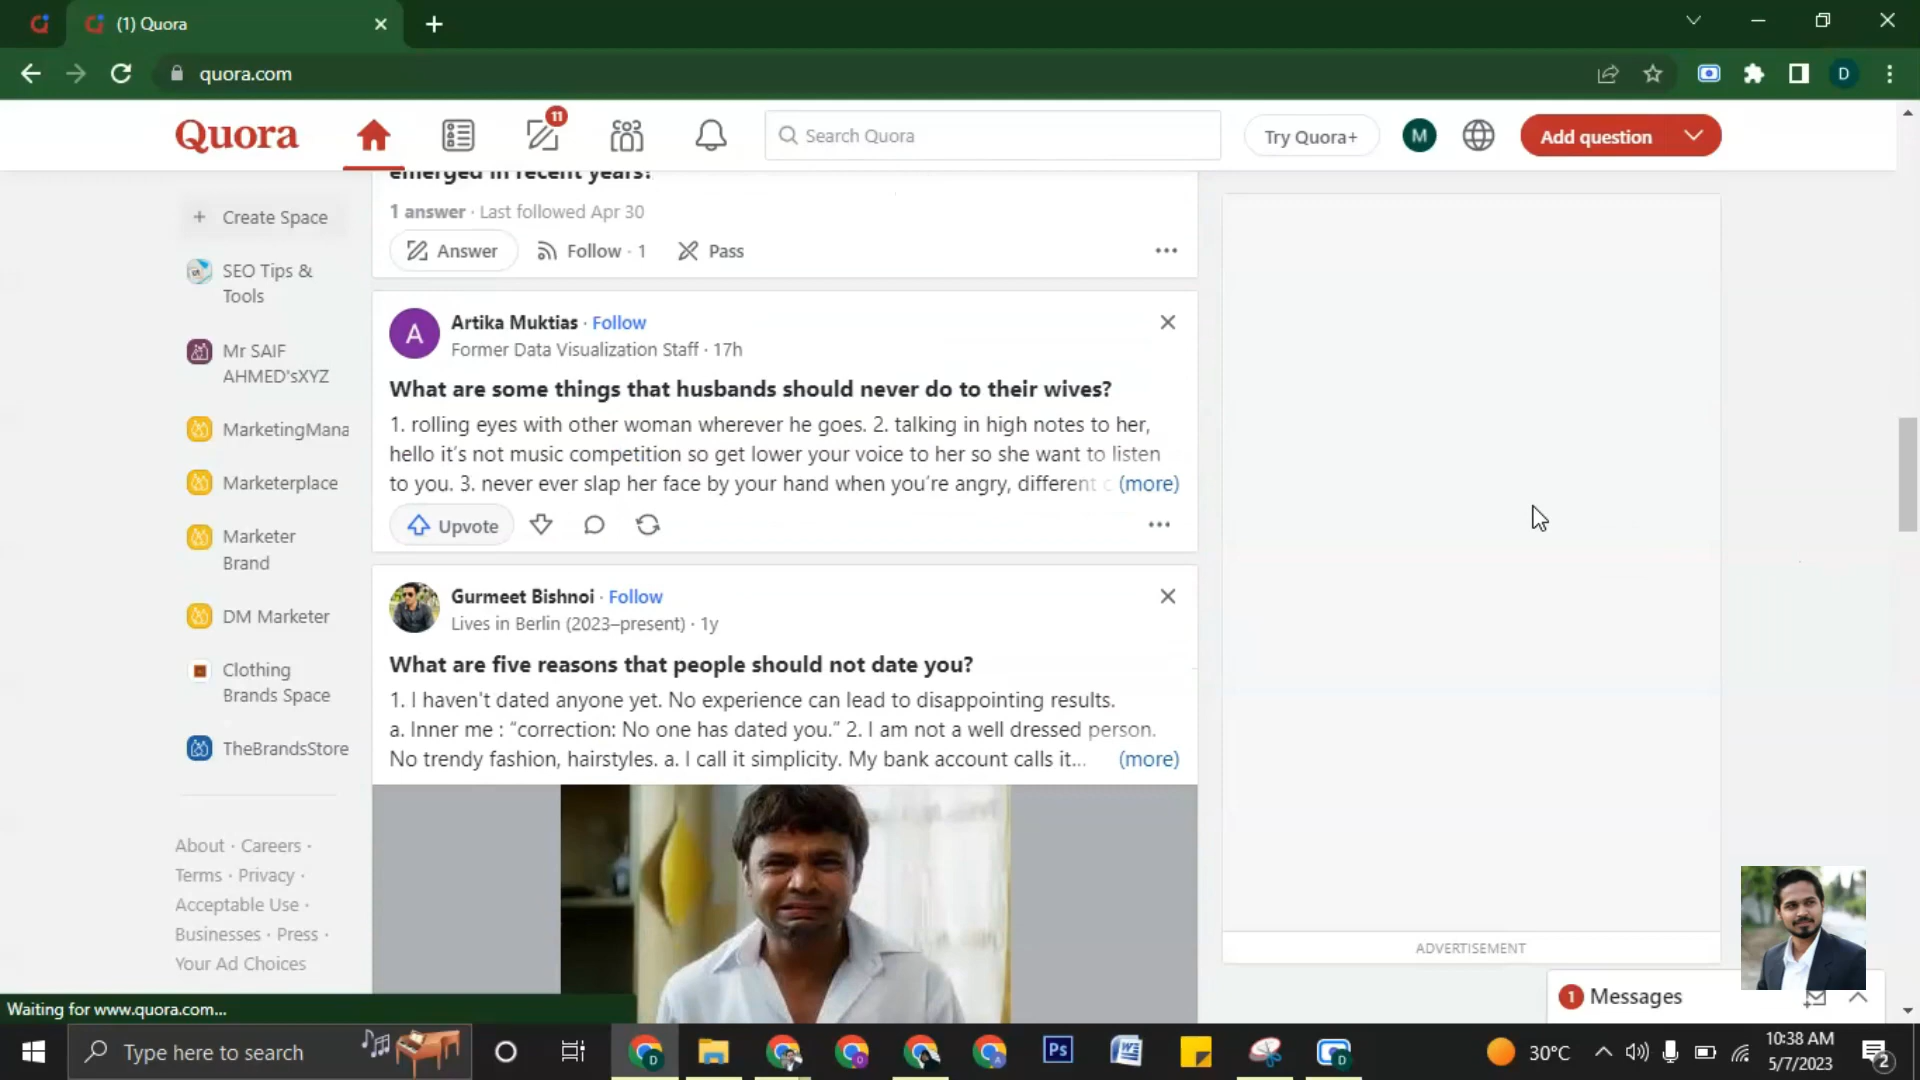 (1) Quora
quora.com
Quora
11
Search Quora
Try Quora+
M
Add question
D
Create Space
SEO Tips &
Tools
Mr SAIF
AHMED'sXYZ
MarketingMana
Marketerplace
Marketer
Brand
DM Marketer
Clothing
Brands Space
TheBrandsStore
About · Careers ·
Terms · Privacy ·
Acceptable Use ·
Businesses · Press ·
Your Ad Choices
emerged in recent years?
1 answer · Last followed Apr 30
Answer
Follow · 1
Pass
A
Artika Muktias · Follow
Former Data Visualization Staff · 17h
What are some things that husbands should never do to their wives?
1. rolling eyes with other woman wherever he goes. 2. talking in high notes to her,
hello it's not music competition so get lower your voice to her so she want to listen
to you. 3. never ever slap her face by your hand when you're angry, different (more)
Upvote
Gurmeet Bishnoi · Follow
Lives in Berlin (2023–present) · 1y
What are five reasons that people should not date you?
1. I haven't dated anyone yet. No experience can lead to disappointing results.
a. Inner me : “correction: No one has dated you.” 2. I am not a well dressed person.
No trendy fashion, hairstyles. a. I call it simplicity. My bank account calls it... (more)
ADVERTISEMENT
1 Messages
Waiting for www.quora.com...
Type here to search
D
Ps
D
30°C
10:38 AM
5/7/2023
2